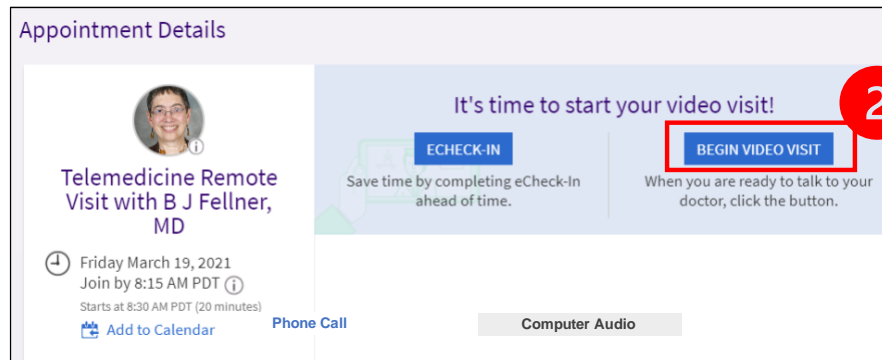 Appointment Details
It's time to start your video visit!
2
ECHECK-IN
BEGIN VIDEO VISIT
Save time by completing eCheck-In
ahead of time.
When you are ready to talk to your
doctor, click the button.
Telemedicine Remote
Visit with B J Fellner,
MD
Friday March 19, 2021
Join by 8:15 AM PDT
Starts at 8:30 AM PDT (20 minutes)
Add to Calendar
Phone Call
Computer Audio